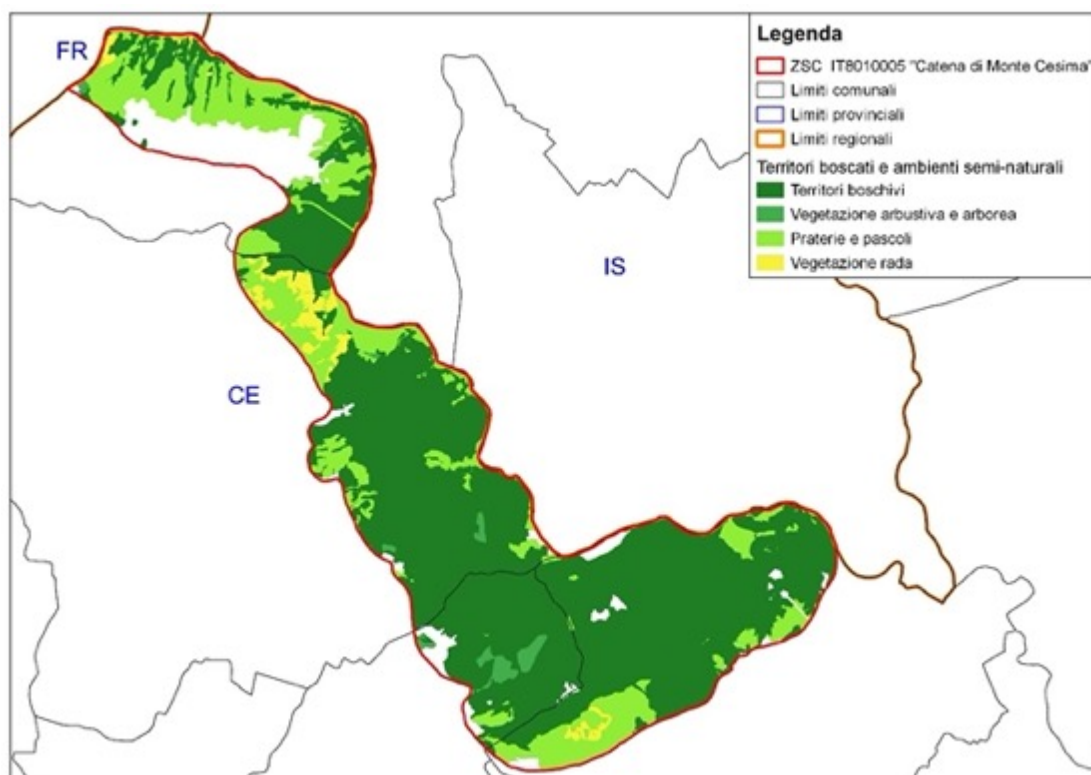 FR
Legenda
ZSC IT8010005 "Catena di Monte Cesima"
Limiti comunali
Limiti provinciali
Limiti regionali
Territori boscati e ambienti semi-naturali
Territori boschivi
Vegetazione arbustiva e arborea
Praterie e pascoli
Vegetazione rada
IS
CE